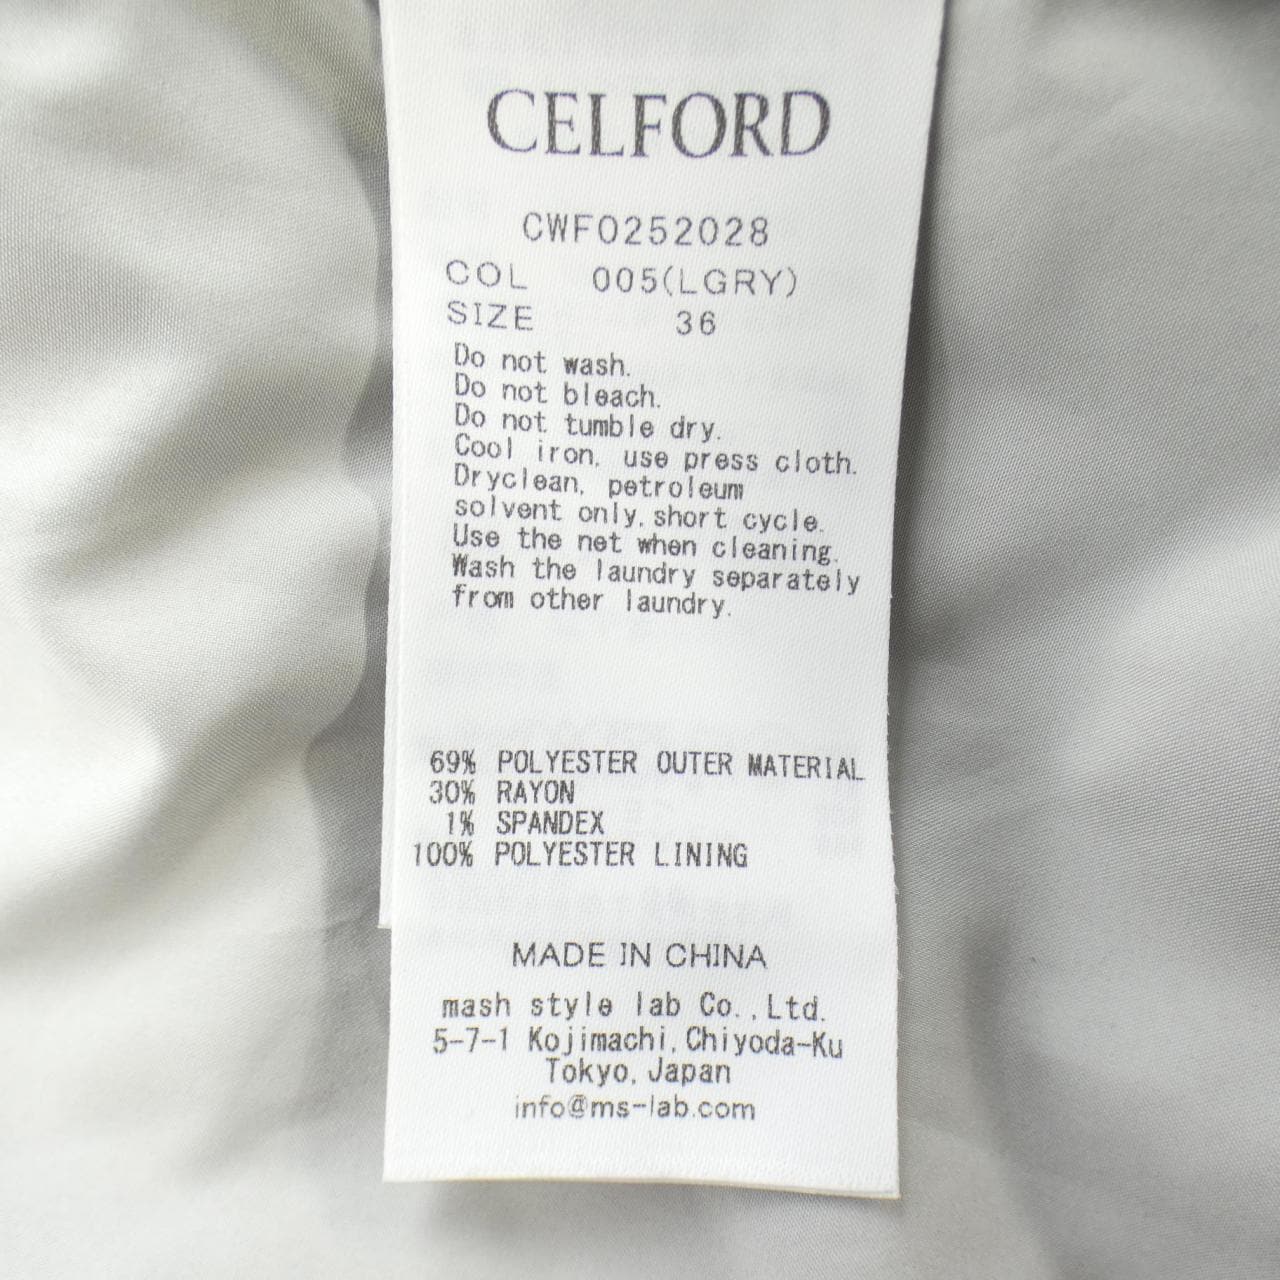 CELFORD
CWFO252028
COL 005(LGRY)
SIZE 36
Do not wash.
Do not bleach.
Do not tumble dry.
Cool iron, use press cloth.
Dryclean, petroleum
solvent only, short cycle.
Use the net when cleaning.
Wash the laundry separately
from other laundry.
69% POLYESTER OUTER MATERIAL
30% RAYON
1% SPANDEX
100% POLYESTER LINING
MADE IN CHINA
mash style lab Co.,Ltd.
5-7-1 Kojimachi, Chiyoda-Ku
Tokyo, Japan
info@ms-lab.com